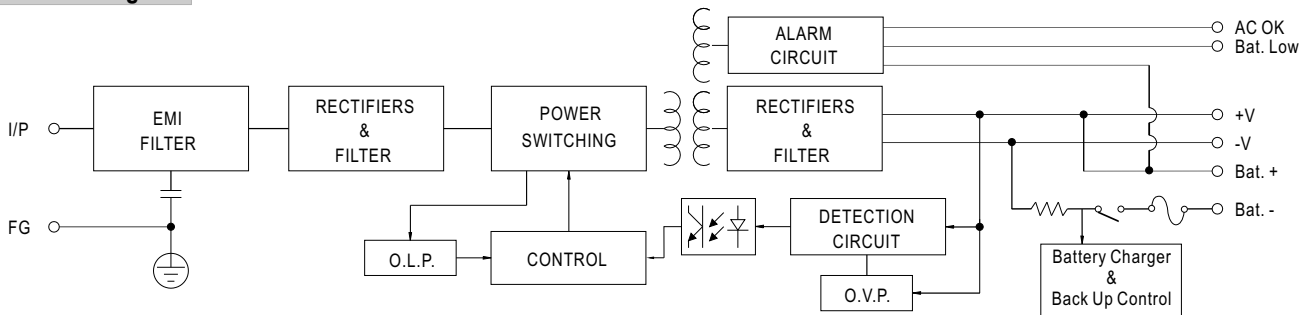 ALARM
CIRCUIT
AC OK
Bat. Low
I/P
EMI
FILTER
RECTIFIERS
&
FILTER
POWER
SWITCHING
RECTIFIERS
&
FILTER
+V
-V
Bat. +
Bat. -
FG
O.L.P.
CONTROL
DETECTION
CIRCUIT
O.V.P.
Battery Charger
&
Back Up Control